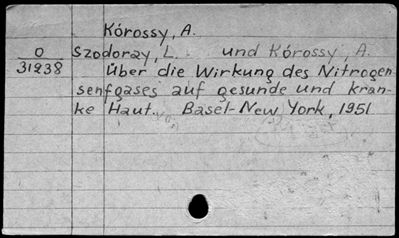 Kórossy, A.
O
31238
Szodoray, L. und Kórossy, A.
Über die Wirkung des Nitrogen-
senfgases auf gesunde und kran-
ke Haut. Basel-New York, 1951